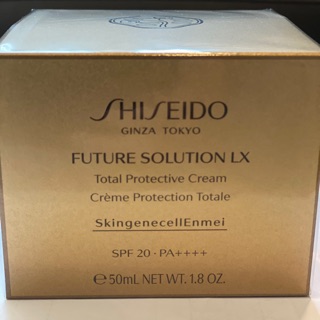 SHISEIDO
GINZA TOKYO
FUTURE SOLUTION LX
Total Protective Cream
Crème Protection Totale
SkingenecellEnmei
SPF 20 · PA++++
℮50mL NET WT. 1.8 OZ.